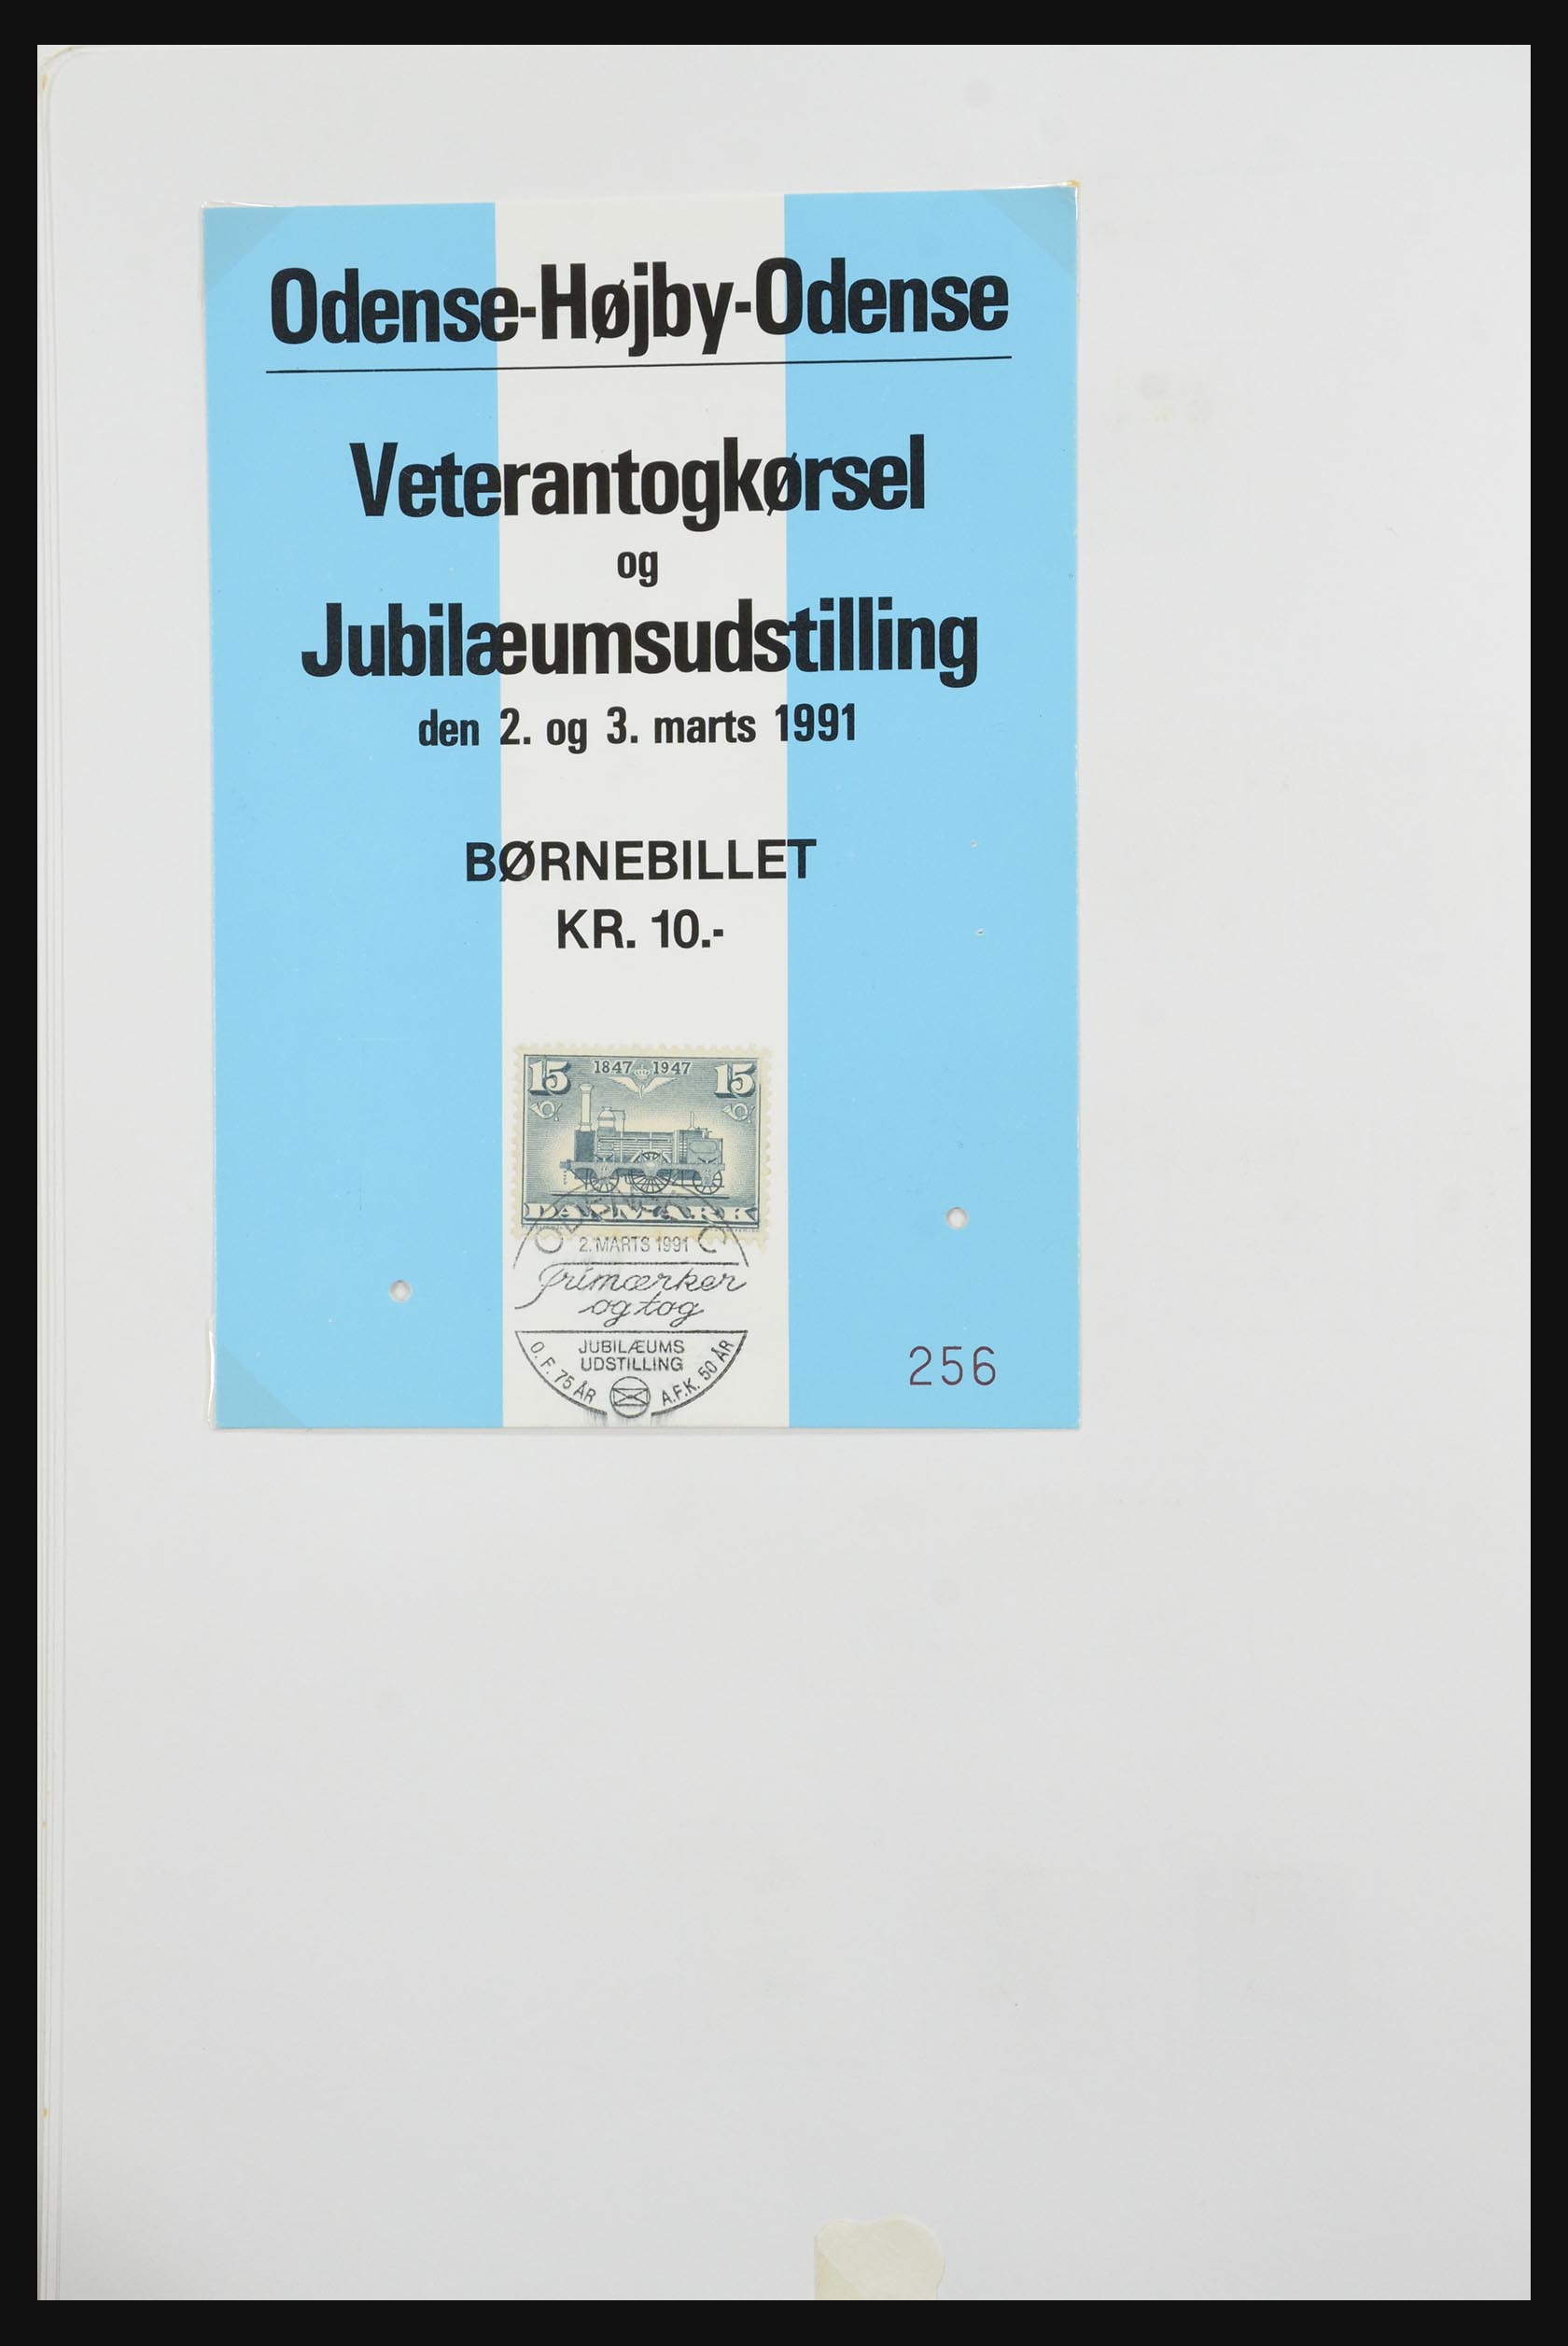 Odense-Højby-Odense
Veterantogkørsel
og
Jubilæumsudstilling
den 2. og 3. marts 1991
BØRNEBILLET
KR. 10.-
15 1847 1947 15
DANMARK
2. MARTS 1991
Frimærker
og tog
JUBILÆUMS
UDSTILLING
O.F. 75 ÅR A.F.K. 50 ÅR
256